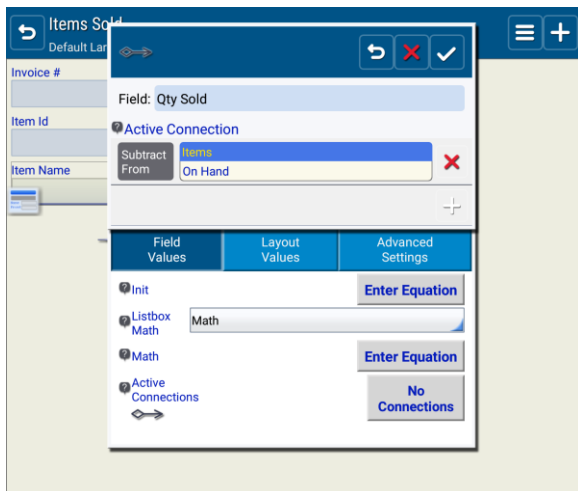 Items So
Default Lar
Invoice #
Item Id
Item Name
Field: Qty Sold
Active Connection
Subtract
From
Items
On Hand
Field
Values
Layout
Values
Advanced
Settings
Init
Enter Equation
Listbox
Math
Math
Math
Enter Equation
Active
Connections
No
Connections